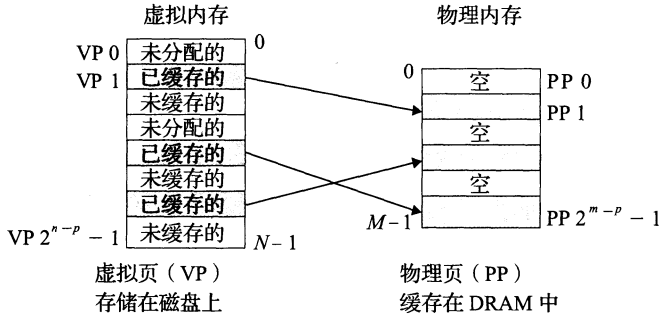 虚拟内存
物理内存
VP 0 未分配的 0
VP 1 已缓存的
未缓存的
未分配的
已缓存的
未缓存的
已缓存的
VP 2^{n-p} - 1 未缓存的 N-1
0 空 PP 0
PP 1
空
空
M-1 PP 2^{m-p} - 1
虚拟页（VP）
存储在磁盘上
物理页（PP）
缓存在 DRAM 中